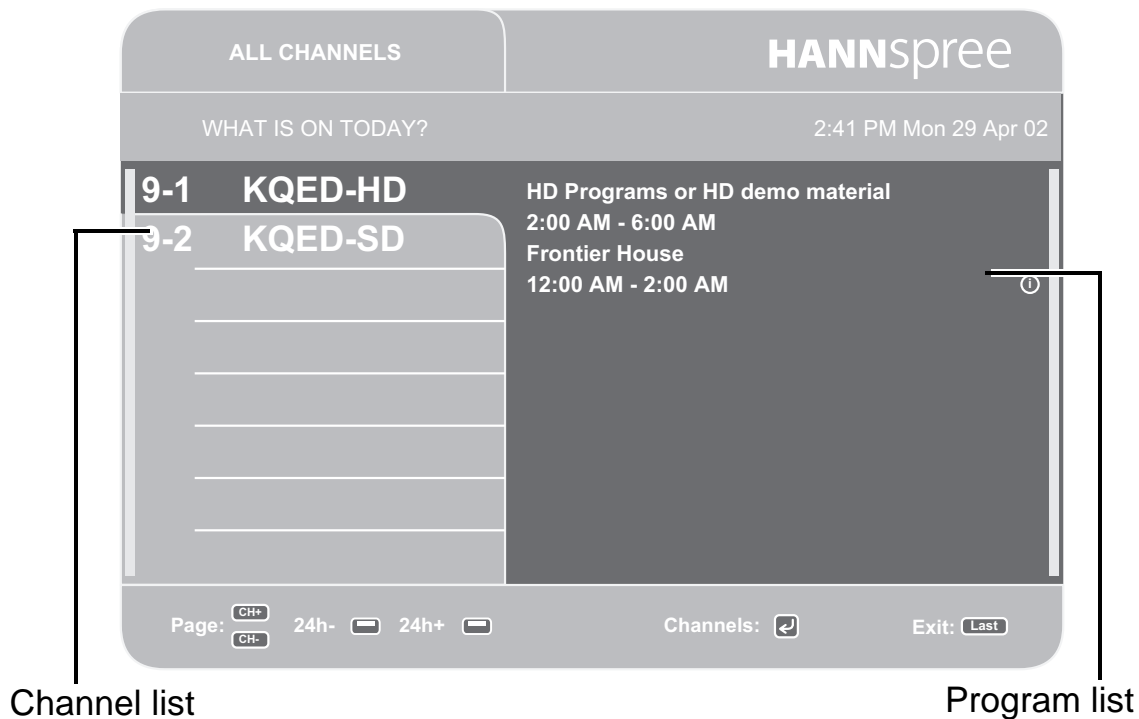 ALL CHANNELS
HANNspree
WHAT IS ON TODAY?
2:41 PM Mon 29 Apr 02
9-1 KQED-HD
9-2 KQED-SD
HD Programs or HD demo material
2:00 AM - 6:00 AM
Frontier House
12:00 AM - 2:00 AM
i
Page: CH+ CH- 24h- 24h+ Channels: Exit: Last
Channel list
Program list